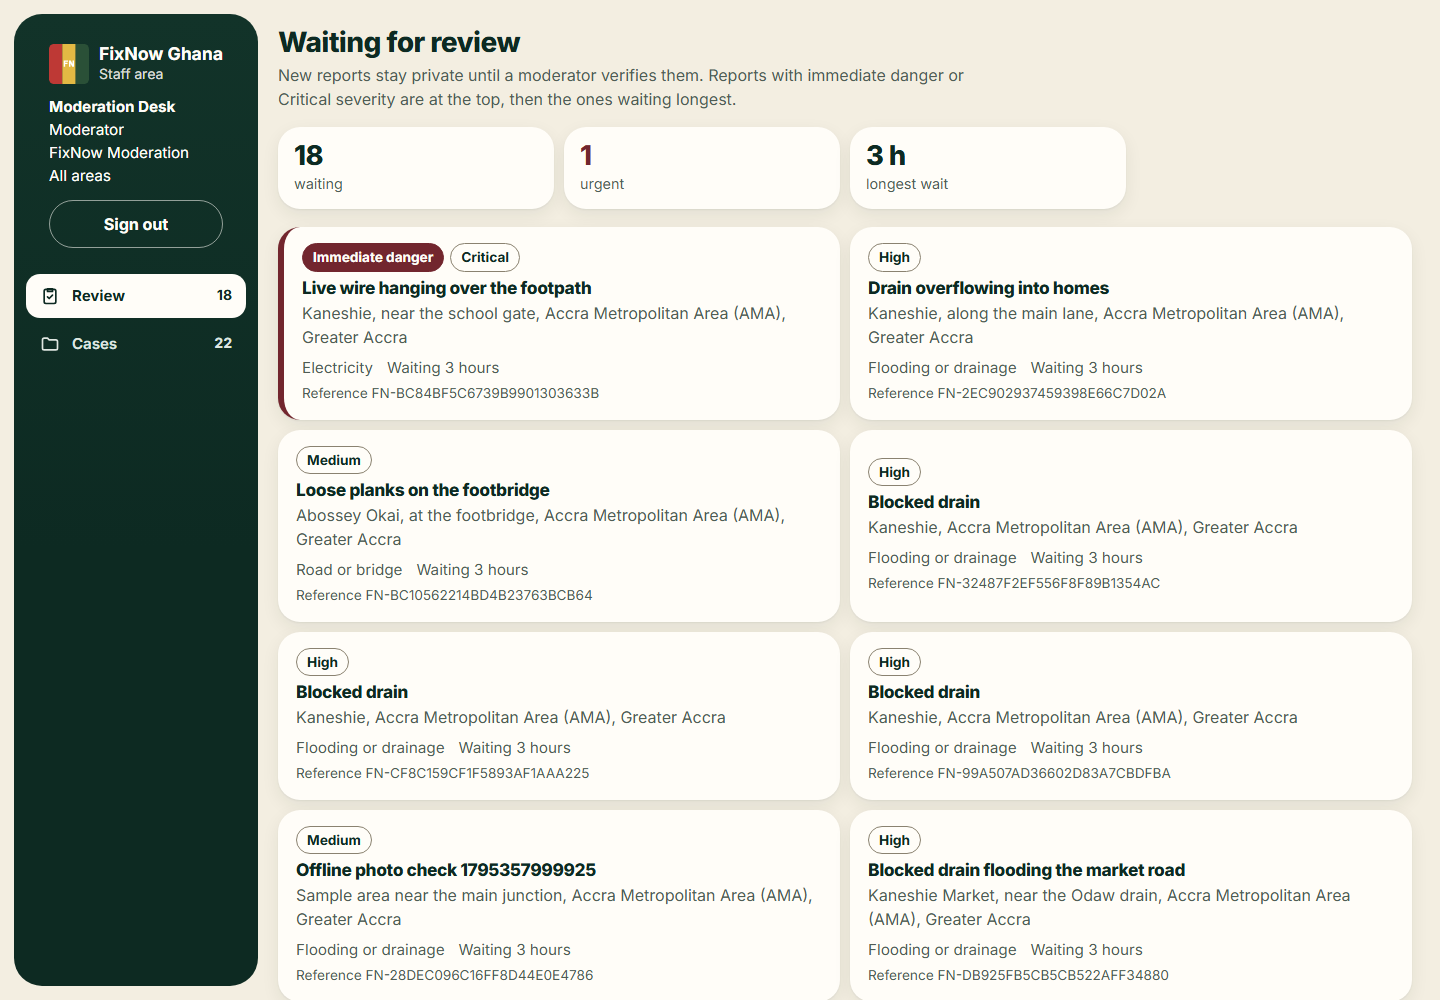 FN
FixNow Ghana
Staff area
Moderation Desk
Moderator
FixNow Moderation
All areas
Sign out
Review 18
Cases 22
Waiting for review
New reports stay private until a moderator verifies them. Reports with immediate danger or
Critical severity are at the top, then the ones waiting longest.
18
waiting
1
urgent
3 h
longest wait
Immediate danger Critical
Live wire hanging over the footpath
Kaneshie, near the school gate, Accra Metropolitan Area (AMA),
Greater Accra
Electricity Waiting 3 hours
Reference FN-BC84BF5C6739B9901303633B
High
Drain overflowing into homes
Kaneshie, along the main lane, Accra Metropolitan Area (AMA),
Greater Accra
Flooding or drainage Waiting 3 hours
Reference FN-2EC902937459398E66C7D02A
Medium
Loose planks on the footbridge
Abossey Okai, at the footbridge, Accra Metropolitan Area (AMA),
Greater Accra
Road or bridge Waiting 3 hours
Reference FN-BC10562214BD4B23763BCB64
High
Blocked drain
Kaneshie, Accra Metropolitan Area (AMA), Greater Accra
Flooding or drainage Waiting 3 hours
Reference FN-32487F2EF556F8F89B1354AC
High
Blocked drain
Kaneshie, Accra Metropolitan Area (AMA), Greater Accra
Flooding or drainage Waiting 3 hours
Reference FN-CF8C159CF1F5893AF1AAA225
High
Blocked drain
Kaneshie, Accra Metropolitan Area (AMA), Greater Accra
Flooding or drainage Waiting 3 hours
Reference FN-99A507AD36602D83A7CBDFBA
Medium
Offline photo check 1795357999925
Sample area near the main junction, Accra Metropolitan Area (AMA),
Greater Accra
Flooding or drainage Waiting 3 hours
Reference FN-28DEC096C16FF8D44E0E4786
High
Blocked drain flooding the market road
Kaneshie Market, near the Odaw drain, Accra Metropolitan Area
(AMA), Greater Accra
Flooding or drainage Waiting 3 hours
Reference FN-DB925FB5CB5CB522AFF34880